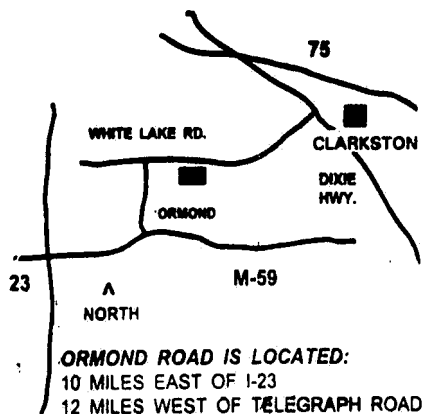 75
WHITE LAKE RD.
CLARKSTON
DIXIE
HWY.
ORMOND
23
M-59
^
NORTH
ORMOND ROAD IS LOCATED:
10 MILES EAST OF I-23
12 MILES WEST OF TELEGRAPH ROAD